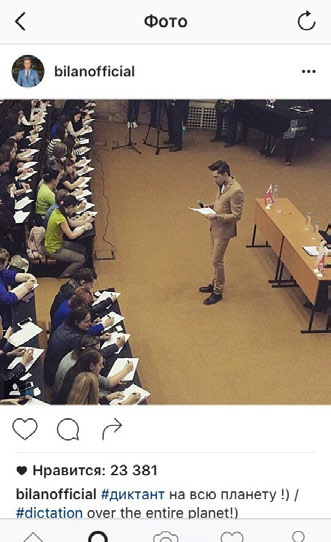 Фото
bilanofficial
Нравится: 23 381
bilanofficial #диктант на всю планету !) /
#dictation over the entire planet!)